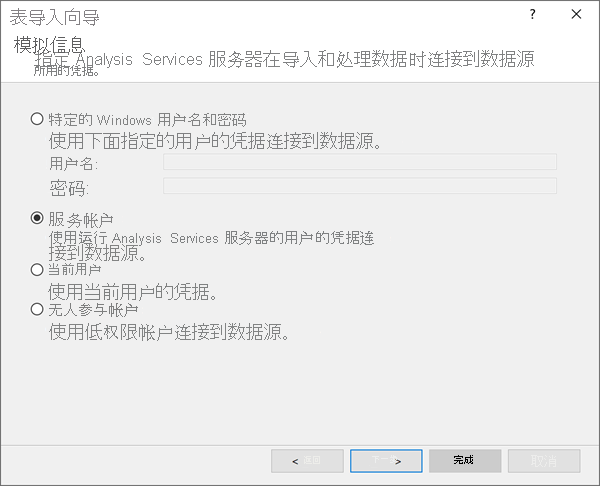 表导入向导
?
模拟信息
指定 Analysis Services 服务器在导入和处理数据时连接到数据源
所用的凭据。
特定的 Windows 用户名和密码
使用下面指定的用户的凭据连接到数据源。
用户名:
密码:
服务帐户
使用运行 Analysis Services 服务器的用户的凭据连
接到数据源。
当前用户
使用当前用户的凭据。
无人参与帐户
使用低权限帐户连接到数据源。
< 返回
下一步 >
完成
取消